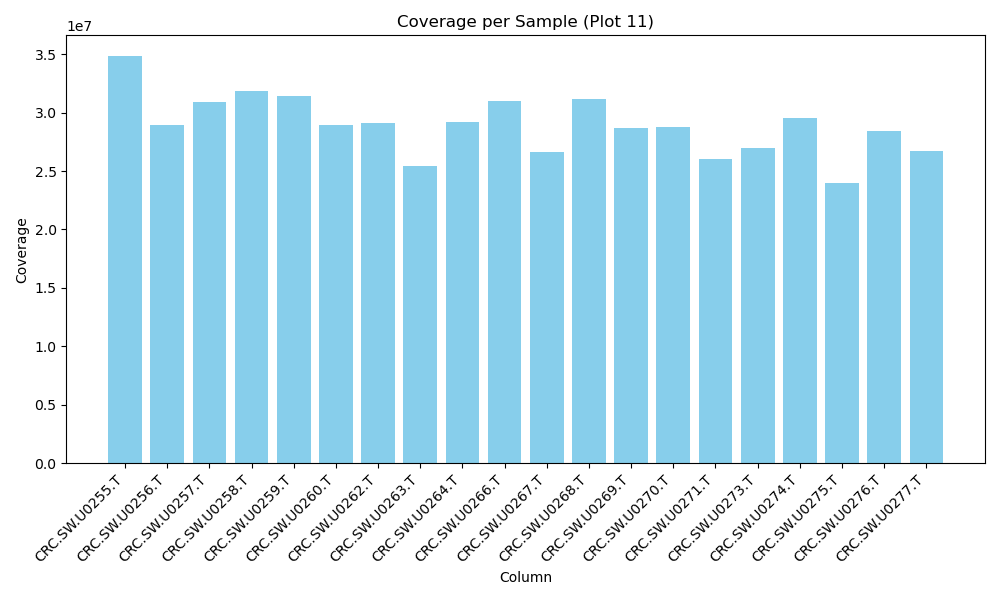 Coverage per Sample (Plot 11)
1e7
3.5
3.0
2.5
2.0
1.5
1.0
0.5
0.0
Coverage
CRC.SW.U0255.T
CRC.SW.U0256.T
CRC.SW.U0257.T
CRC.SW.U0258.T
CRC.SW.U0259.T
CRC.SW.U0260.T
CRC.SW.U0262.T
CRC.SW.U0263.T
CRC.SW.U0264.T
CRC.SW.U0266.T
CRC.SW.U0267.T
CRC.SW.U0268.T
CRC.SW.U0269.T
CRC.SW.U0270.T
CRC.SW.U0271.T
CRC.SW.U0273.T
CRC.SW.U0274.T
CRC.SW.U0275.T
CRC.SW.U0276.T
CRC.SW.U0277.T
Column